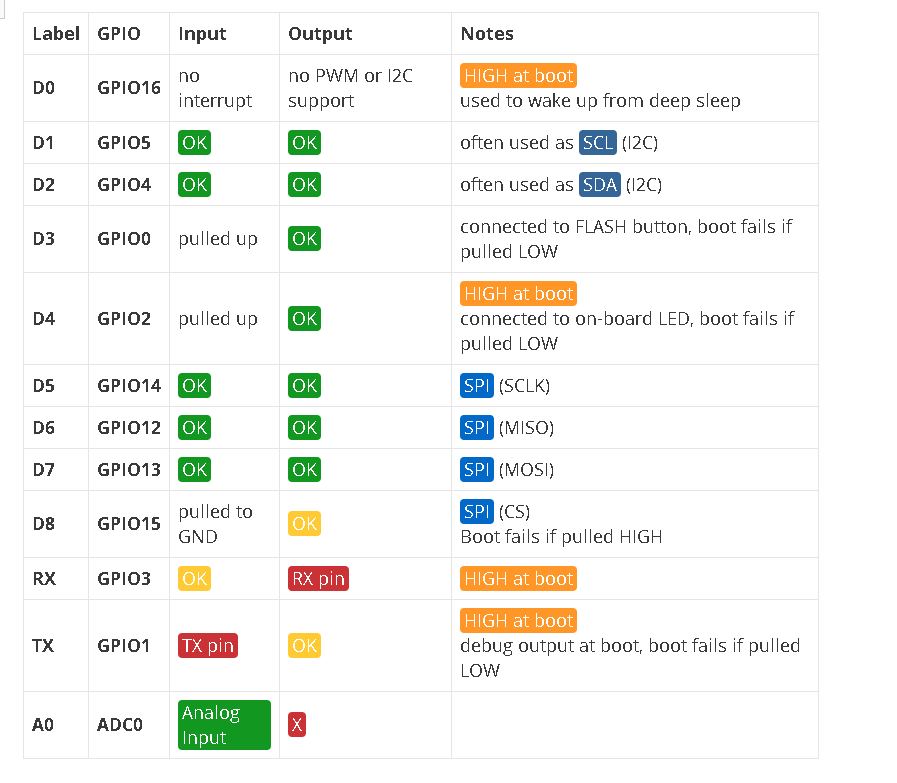 Label GPIO Input Output Notes
D0 GPIO16 no interrupt no PWM or I2C support HIGH at boot
used to wake up from deep sleep
D1 GPIO5 OK OK often used as SCL (I2C)
D2 GPIO4 OK OK often used as SDA (I2C)
D3 GPIO0 pulled up OK connected to FLASH button, boot fails if
pulled LOW
D4 GPIO2 pulled up OK HIGH at boot
connected to on-board LED, boot fails if
pulled LOW
D5 GPIO14 OK OK SPI (SCLK)
D6 GPIO12 OK OK SPI (MISO)
D7 GPIO13 OK OK SPI (MOSI)
D8 GPIO15 pulled to GND OK SPI (CS)
Boot fails if pulled HIGH
RX GPIO3 OK RX pin HIGH at boot
TX GPIO1 TX pin OK HIGH at boot
debug output at boot, boot fails if pulled
LOW
A0 ADC0 Analog Input X